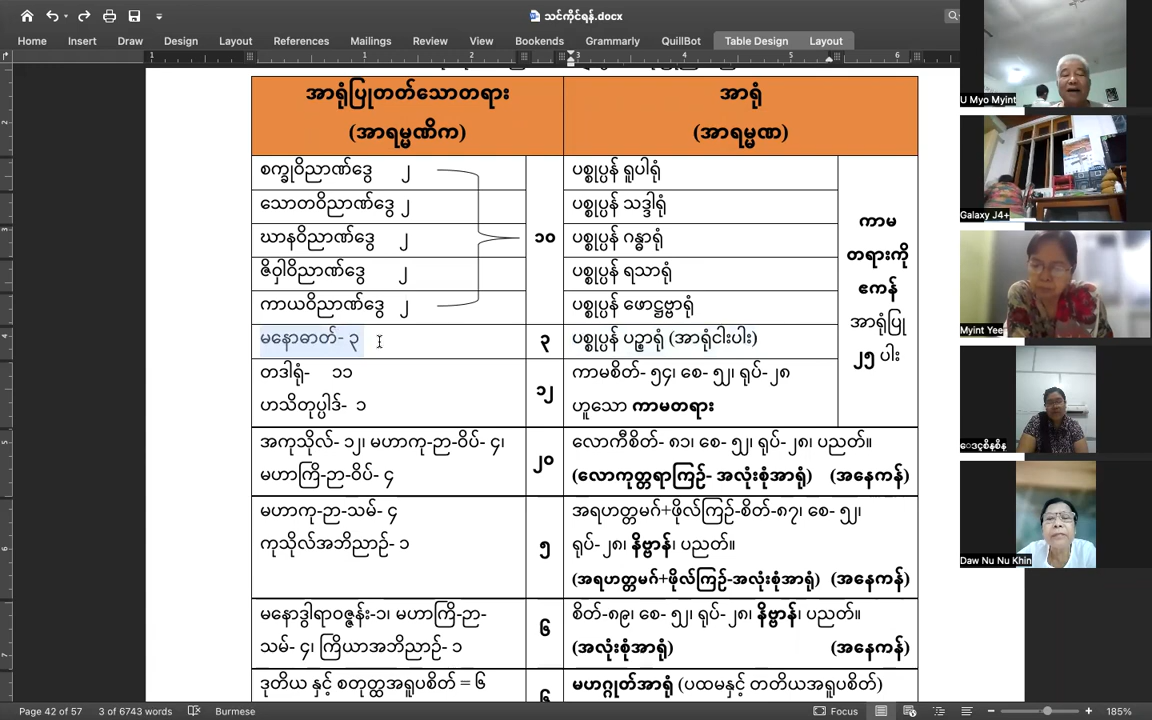 သင်ကိုင်ရန်.docx
Home Insert Draw Design Layout References Mailings Review View Bookends Grammarly QuillBot Table Design Layout
အာရုံပြုတတ်သောတရား
(အာရမ္မဏိက)
အာရုံ
(အာရမ္မဏ)
စက္ခုဝိညာဏ်ဒွေ ၂
ပစ္စုပ္ပန် ရူပါရုံ
သောတဝိညာဏ်ဒွေ ၂
ပစ္စုပ္ပန် သဒ္ဒါရုံ
ဃာနဝိညာဏ်ဒွေ ၂
၁၀
ပစ္စုပ္ပန် ဂန္ဓာရုံ
ဇိဝှါဝိညာဏ်ဒွေ ၂
ပစ္စုပ္ပန် ရသာရုံ
ကာယဝိညာဏ်ဒွေ ၂
ပစ္စုပ္ပန် ဖောဋ္ဌဗ္ဗာရုံ
မနောဓာတ်- ၃
၃
ပစ္စုပ္ပန် ပဉ္စာရုံ (အာရုံငါးပါး)
တဒါရုံ- ၁၁
ဟသိတုပ္ပါဒ်- ၁
၁၂
ကာမစိတ်- ၅၄၊ စေ- ၅၂၊ ရုပ်-၂၈
ဟူသော ကာမတရား
ကာမ
တရားကို
ဧကန်
အာရုံပြု
၂၅ ပါး
အကုသိုလ်- ၁၂၊ မဟာကု-ဉာ-ဝိပ်- ၄၊
မဟာကြိ-ဉာ-ဝိပ်- ၄
၂၀
လောကီစိတ်- ၈၁၊ စေ- ၅၂၊ ရုပ်-၂၈၊ ပညတ်။
(လောကုတ္တရာကြဉ်- အလုံးစုံအာရုံ) (အနေကန်)
မဟာကု-ဉာ-သမ်- ၄
ကုသိုလ်အဘိညာဉ်- ၁
၅
အရဟတ္တမဂ်+ဖိုလ်ကြဉ်-စိတ်-၈၇၊ စေ- ၅၂၊
ရုပ်-၂၈၊ နိဗ္ဗာန်၊ ပညတ်။
(အရဟတ္တမဂ်+ဖိုလ်ကြဉ်-အလုံးစုံအာရုံ) (အနေကန်)
မနောဒွါရာဝဇ္ဇန်း-၁၊ မဟာကြိ-ဉာ-
သမ်- ၄၊ ကြိယာအဘိညာဉ်- ၁
၆
စိတ်-၈၉၊ စေ- ၅၂၊ ရုပ်-၂၈၊ နိဗ္ဗာန်၊ ပညတ်။
(အလုံးစုံအာရုံ) (အနေကန်)
ဒုတိယ နှင့် စတုတ္ထအရူပစိတ် = ၆
၆
မဟဂ္ဂုတ်အာရုံ (ပထမနှင့် တတိယအရူပစိတ်)
U Myo Myint
Galaxy J4+
Myint Yee
Daw Nu Nu Khin
Page 42 of 57 3 of 6743 words Burmese Focus 185%